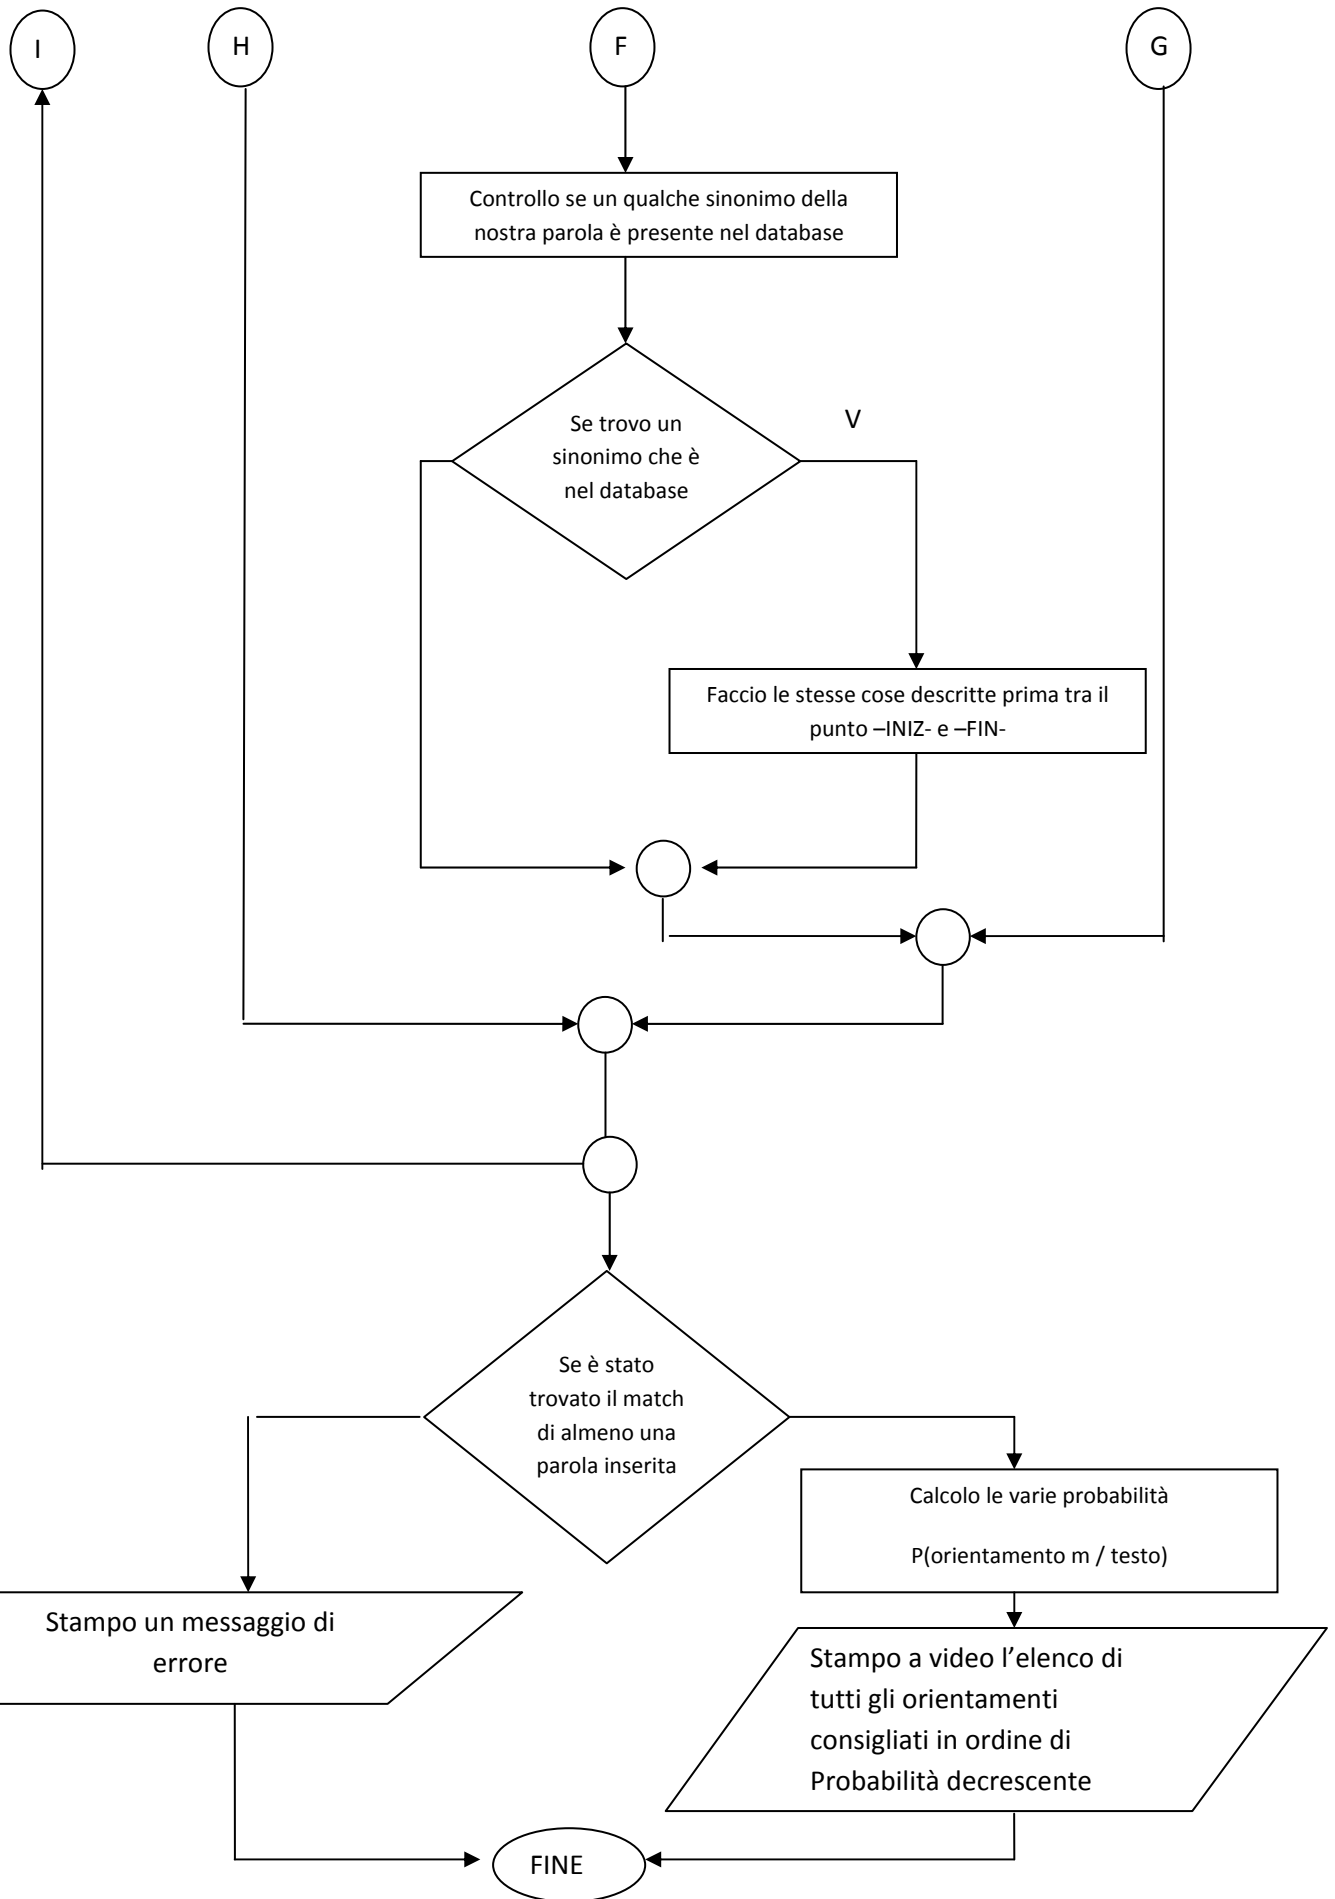 I
H
F
G
Controllo se un qualche sinonimo della
nostra parola è presente nel database
V
Se trovo un
sinonimo che è
nel database
Faccio le stesse cose descritte prima tra il
punto –INIZ- e –FIN-
Se è stato
trovato il match
di almeno una
parola inserita
Calcolo le varie probabilità
P(orientamento m / testo)
Stampo un messaggio di
errore
Stampo a video l’elenco di
tutti gli orientamenti
consigliati in ordine di
Probabilità decrescente
FINE